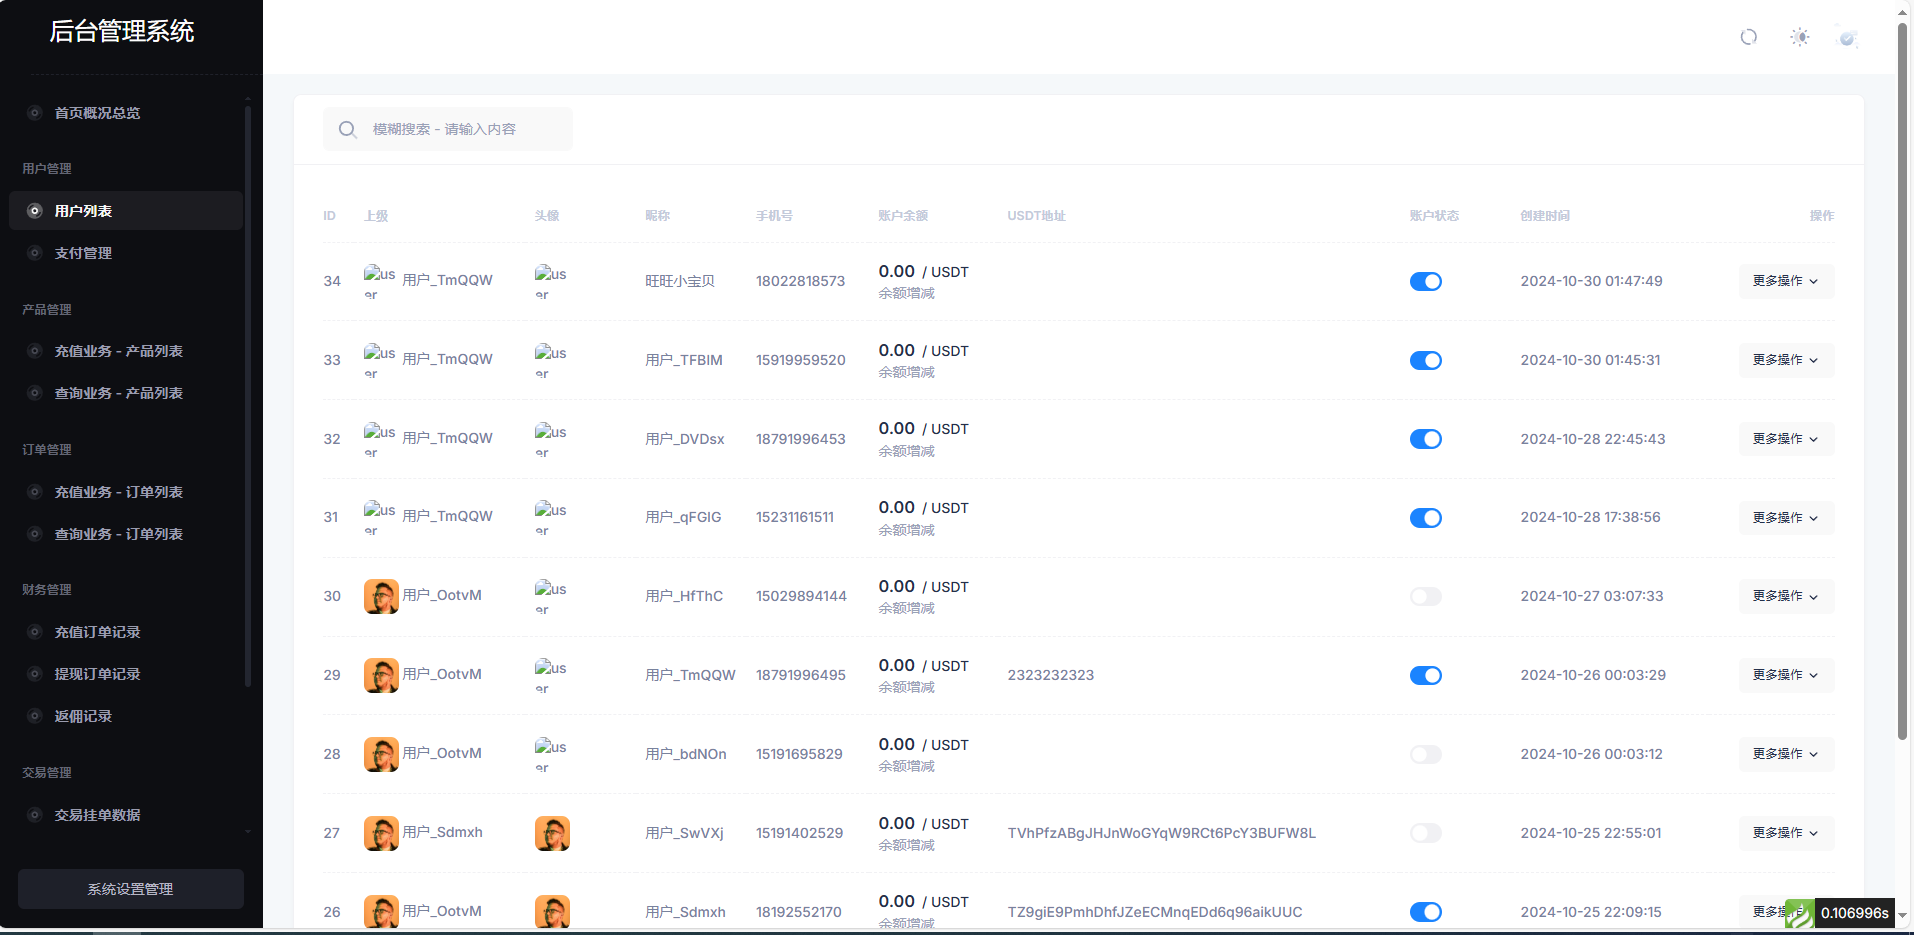 后台管理系统
首页概况总览
用户管理
用户列表
支付管理
产品管理
充值业务 - 产品列表
查询业务 - 产品列表
订单管理
充值业务 - 订单列表
查询业务 - 订单列表
财务管理
充值订单记录
提现订单记录
返佣记录
交易管理
交易挂单数据
系统设置管理
模糊搜索 - 请输入内容
ID 上级 头像 昵称 手机号 账户余额 USDT地址 账户状态 创建时间 操作
34 user 用户_TmQQW user 旺旺小宝贝 18022818573 0.00 / USDT 2024-10-30 01:47:49 更多操作
余额增减
33 user 用户_TmQQW user 用户_TFBIM 15919959520 0.00 / USDT 2024-10-30 01:45:31 更多操作
余额增减
32 user 用户_TmQQW user 用户_DVDsx 18791996453 0.00 / USDT 2024-10-28 22:45:43 更多操作
余额增减
31 user 用户_TmQQW user 用户_qFGIG 15231161511 0.00 / USDT 2024-10-28 17:38:56 更多操作
余额增减
30 用户_OotvM user 用户_HfThC 15029894144 0.00 / USDT 2024-10-27 03:07:33 更多操作
余额增减
29 用户_OotvM user 用户_TmQQW 18791996495 0.00 / USDT 2323232323 2024-10-26 00:03:29 更多操作
余额增减
28 用户_OotvM user 用户_bdNOn 15191695829 0.00 / USDT 2024-10-26 00:03:12 更多操作
余额增减
27 用户_Sdmxh 用户_SwVXj 15191402529 0.00 / USDT TVhPfzABgJHJnWoGYqW9RCt6PcY3BUFW8L 2024-10-25 22:55:01 更多操作
余额增减
26 用户_OotvM 用户_Sdmxh 18192552170 0.00 / USDT TZ9giE9PmhDhfJZeECMnqEDd6q96aikUUC 2024-10-25 22:09:15 更多
余额增减
0.106996s